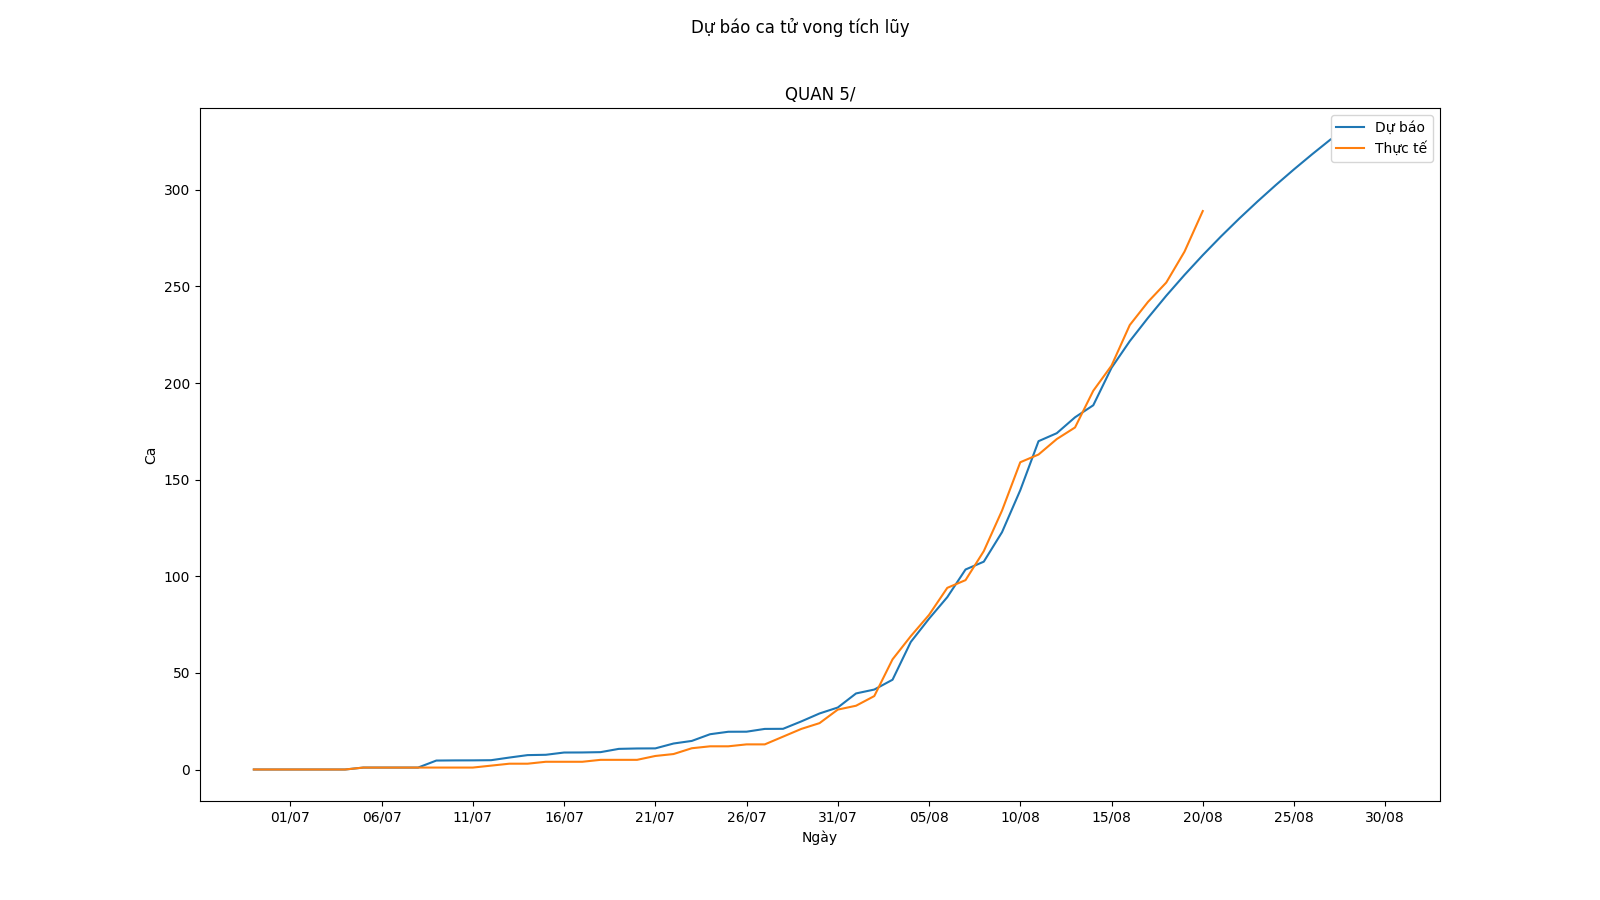 Dự báo ca tử vong tích lũy
QUAN 5/
Dự báo
Thực tế
300
250
200
150
100
50
0
Ca
01/07 06/07 11/07 16/07 21/07 26/07 31/07 05/08 10/08 15/08 20/08 25/08 30/08
Ngày